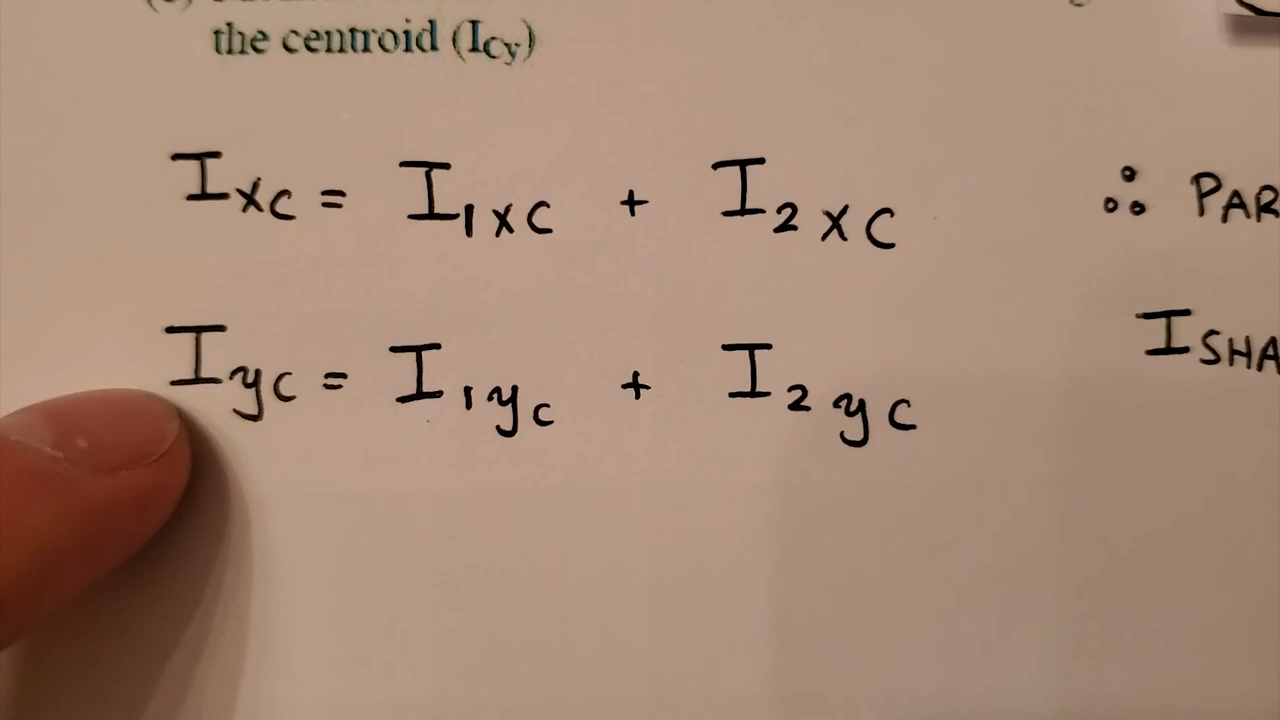 the centroid (ICy)
IXC = I1XC + I2XC
∴ PAR
Iyc = I1yc + I2yc
ISHA